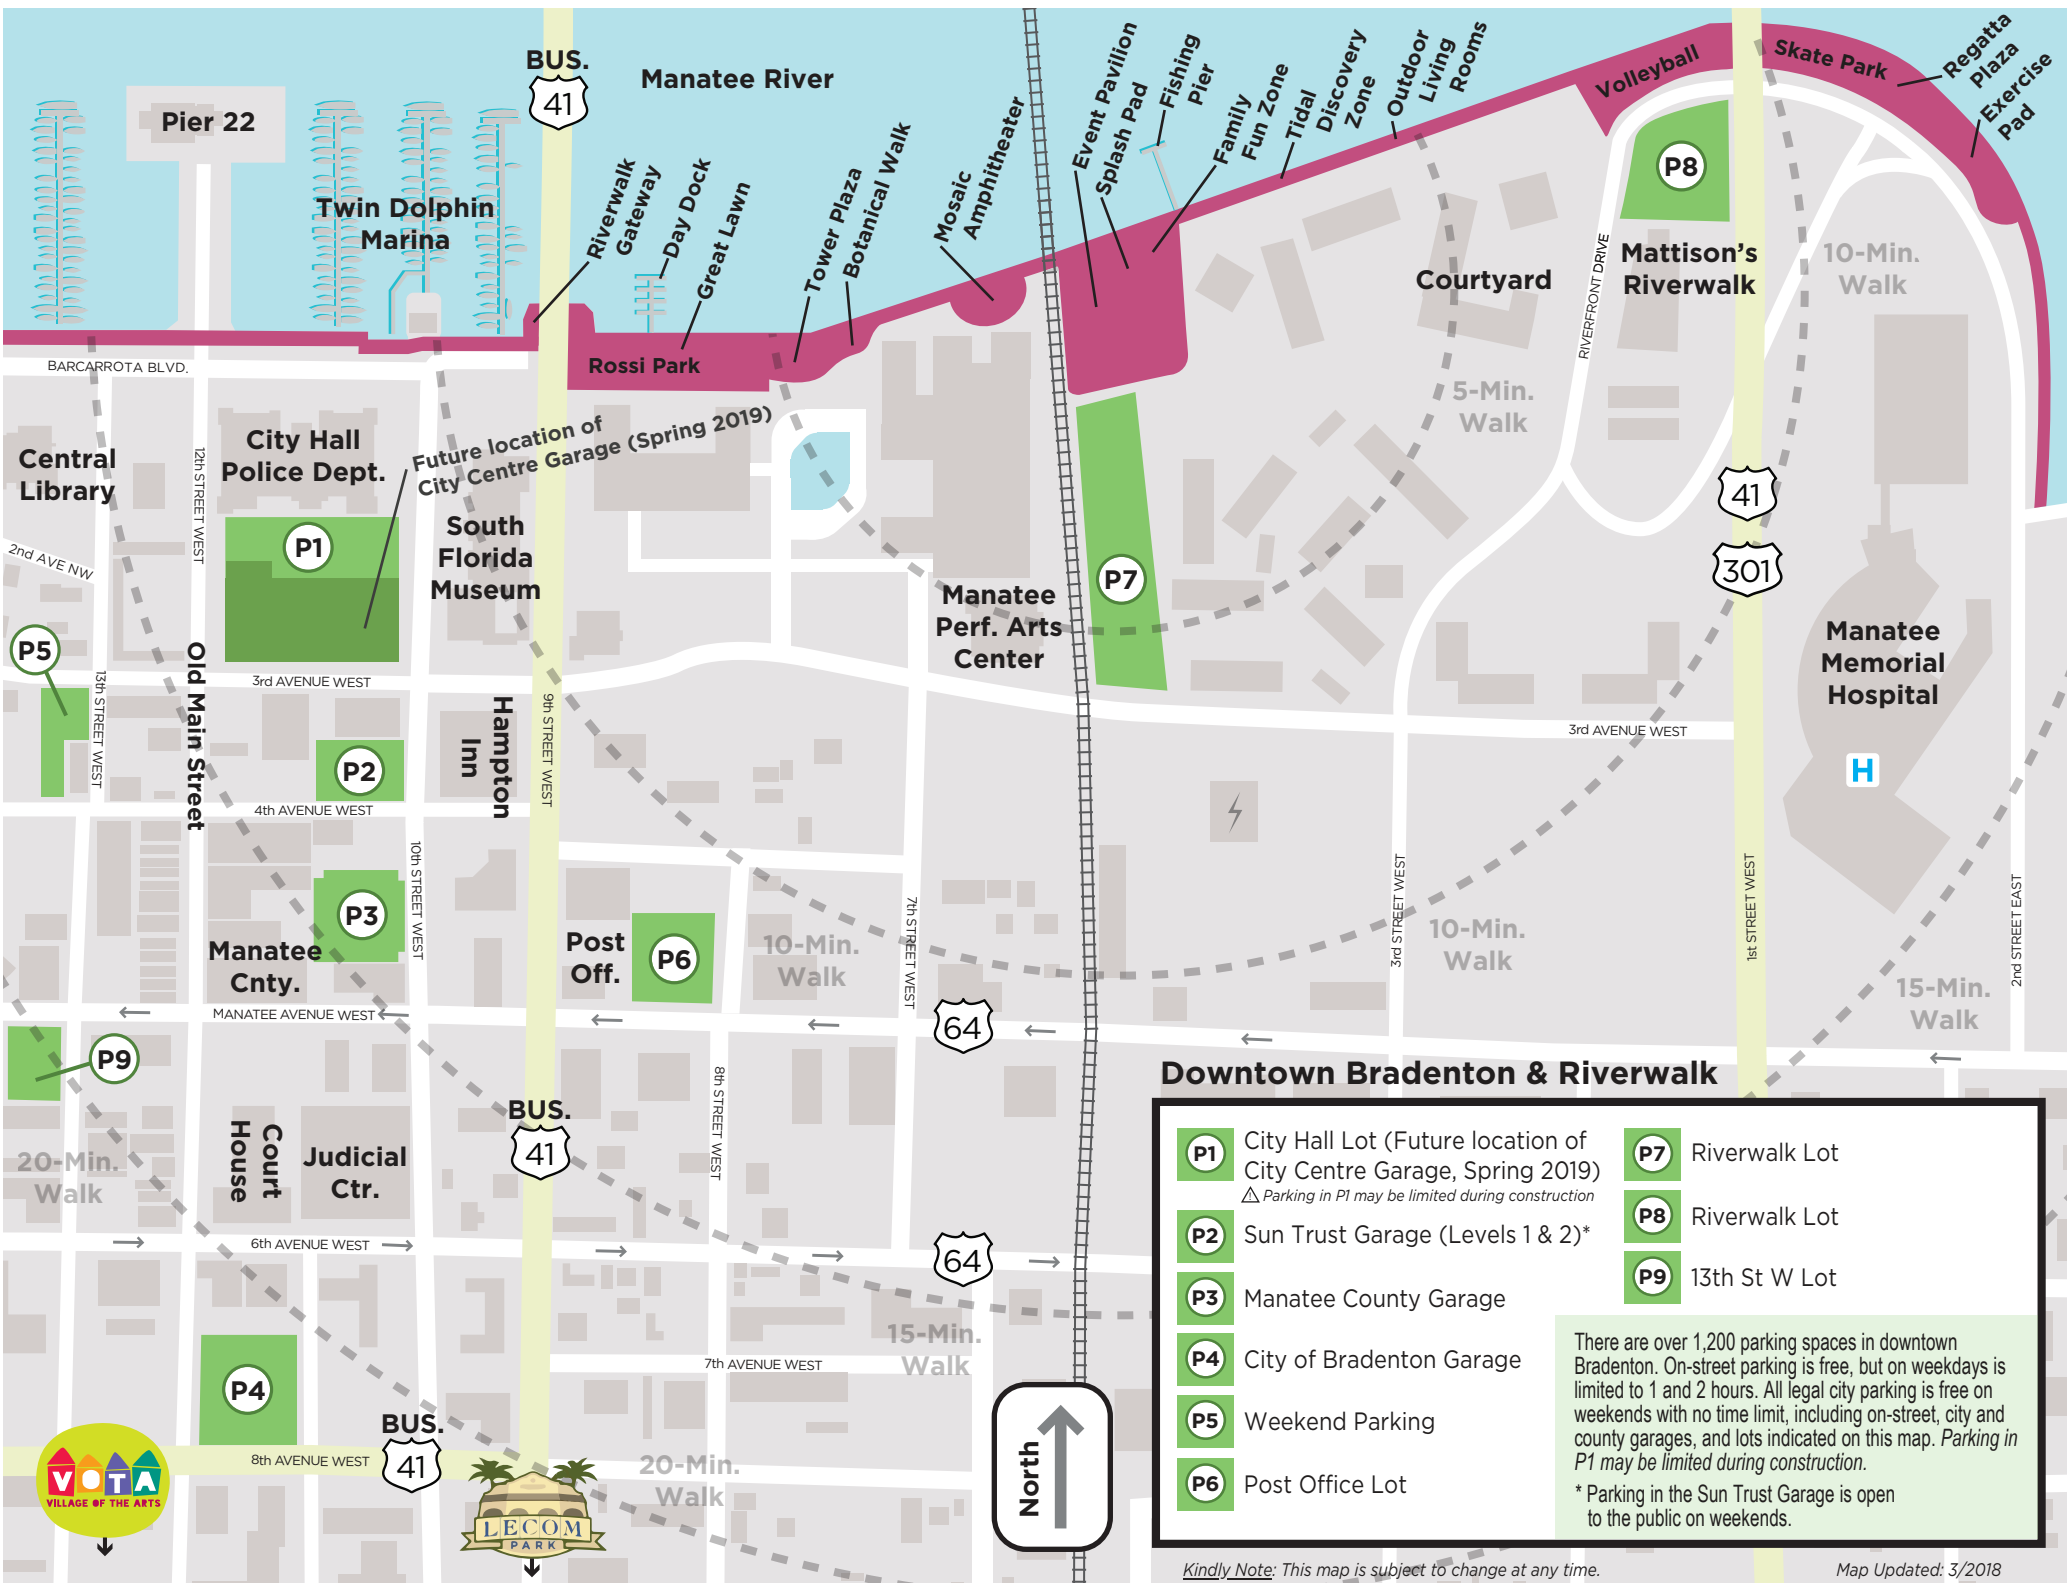 BUS.
41
Manatee River
Pier 22
Twin Dolphin
Marina
Riverwalk
Gateway
Day Dock
Great Lawn
Tower Plaza
Botanical Walk
Mosaic
Amphitheater
Event Pavilion
Splash Pad
Fishing
Pier
Family
Fun Zone
Tidal
Discovery
Zone
Outdoor
Living
Rooms
Volleyball
Skate Park
Regatta
Plaza
Exercise
Pad
P8
Courtyard
RIVERFRONT DRIVE
Mattison's
Riverwalk
10-Min.
Walk
BARCARROTA BLVD.
Rossi Park
5-Min.
Walk
Central
Library
12th STREET WEST
City Hall
Police Dept.
Future location of
City Centre Garage (Spring 2019)
South
Florida
Museum
P1
2nd AVE NW
P5
41
301
P7
Manatee
Perf. Arts
Center
Manatee
Memorial
Hospital
H
Old Main Street
13th STREET WEST
3rd AVENUE WEST
Hampton
Inn
9th STREET WEST
3rd AVENUE WEST
P2
4th AVENUE WEST
10th STREET WEST
P3
Manatee
Cnty.
Post
Off.
P6
10-Min.
Walk
7th STREET WEST
3rd STREET WEST
10-Min.
Walk
1st STREET WEST
2nd STREET EAST
15-Min.
Walk
MANATEE AVENUE WEST
64
P9
8th STREET WEST
BUS.
41
20-Min.
Walk
Court
House
Judicial
Ctr.
6th AVENUE WEST
64
15-Min.
Walk
7th AVENUE WEST
P4
BUS.
41
8th AVENUE WEST
20-Min.
Walk
VOTA
VILLAGE OF THE ARTS
LECOM
PARK
North
Downtown Bradenton & Riverwalk
P1 City Hall Lot (Future location of
City Centre Garage, Spring 2019)
Parking in P1 may be limited during construction
P2 Sun Trust Garage (Levels 1 & 2)*
P3 Manatee County Garage
P4 City of Bradenton Garage
P5 Weekend Parking
P6 Post Office Lot
P7 Riverwalk Lot
P8 Riverwalk Lot
P9 13th St W Lot
There are over 1,200 parking spaces in downtown
Bradenton. On-street parking is free, but on weekdays is
limited to 1 and 2 hours. All legal city parking is free on
weekends with no time limit, including on-street, city and
county garages, and lots indicated on this map. Parking in
P1 may be limited during construction.
* Parking in the Sun Trust Garage is open
to the public on weekends.
Kindly Note: This map is subject to change at any time.
Map Updated: 3/2018